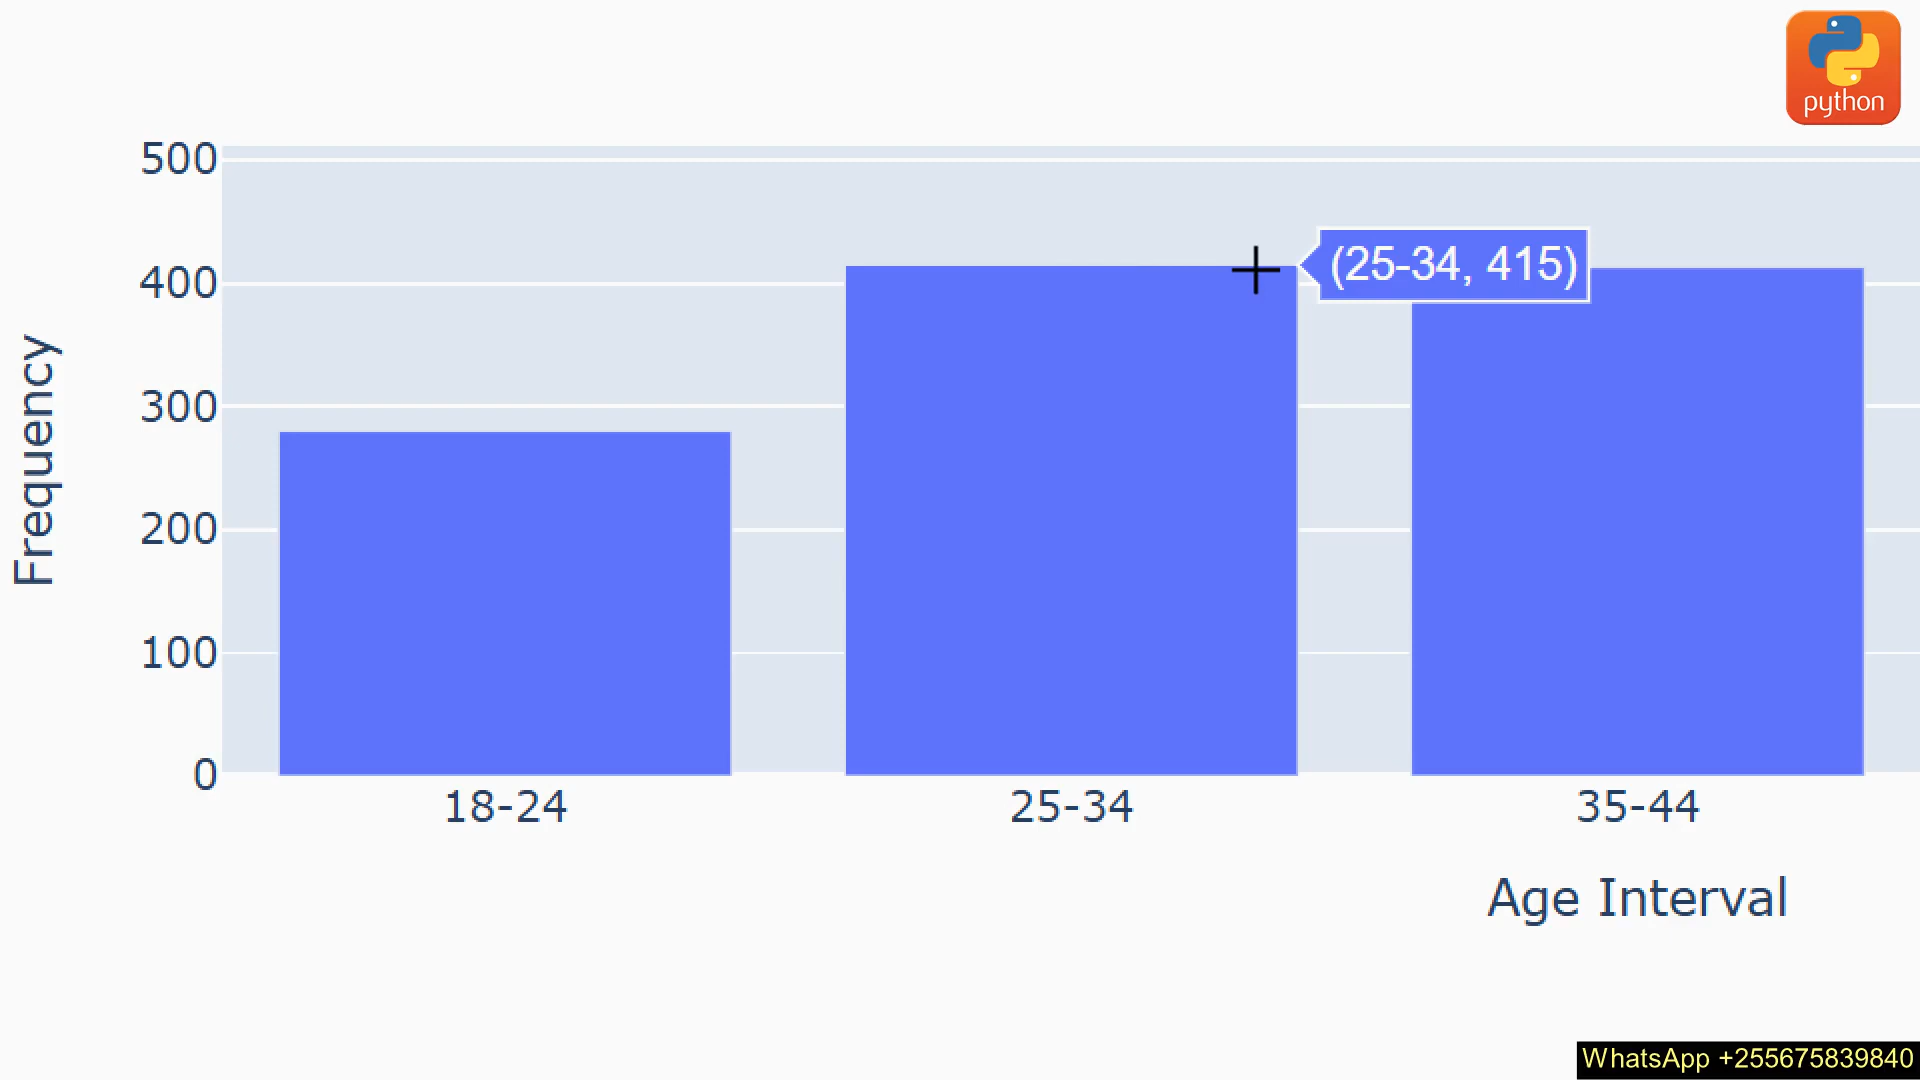 python
500
400
300
200
100
0
Frequency
(25-34, 415)
18-24
25-34
35-44
Age Interval
WhatsApp +255675839840